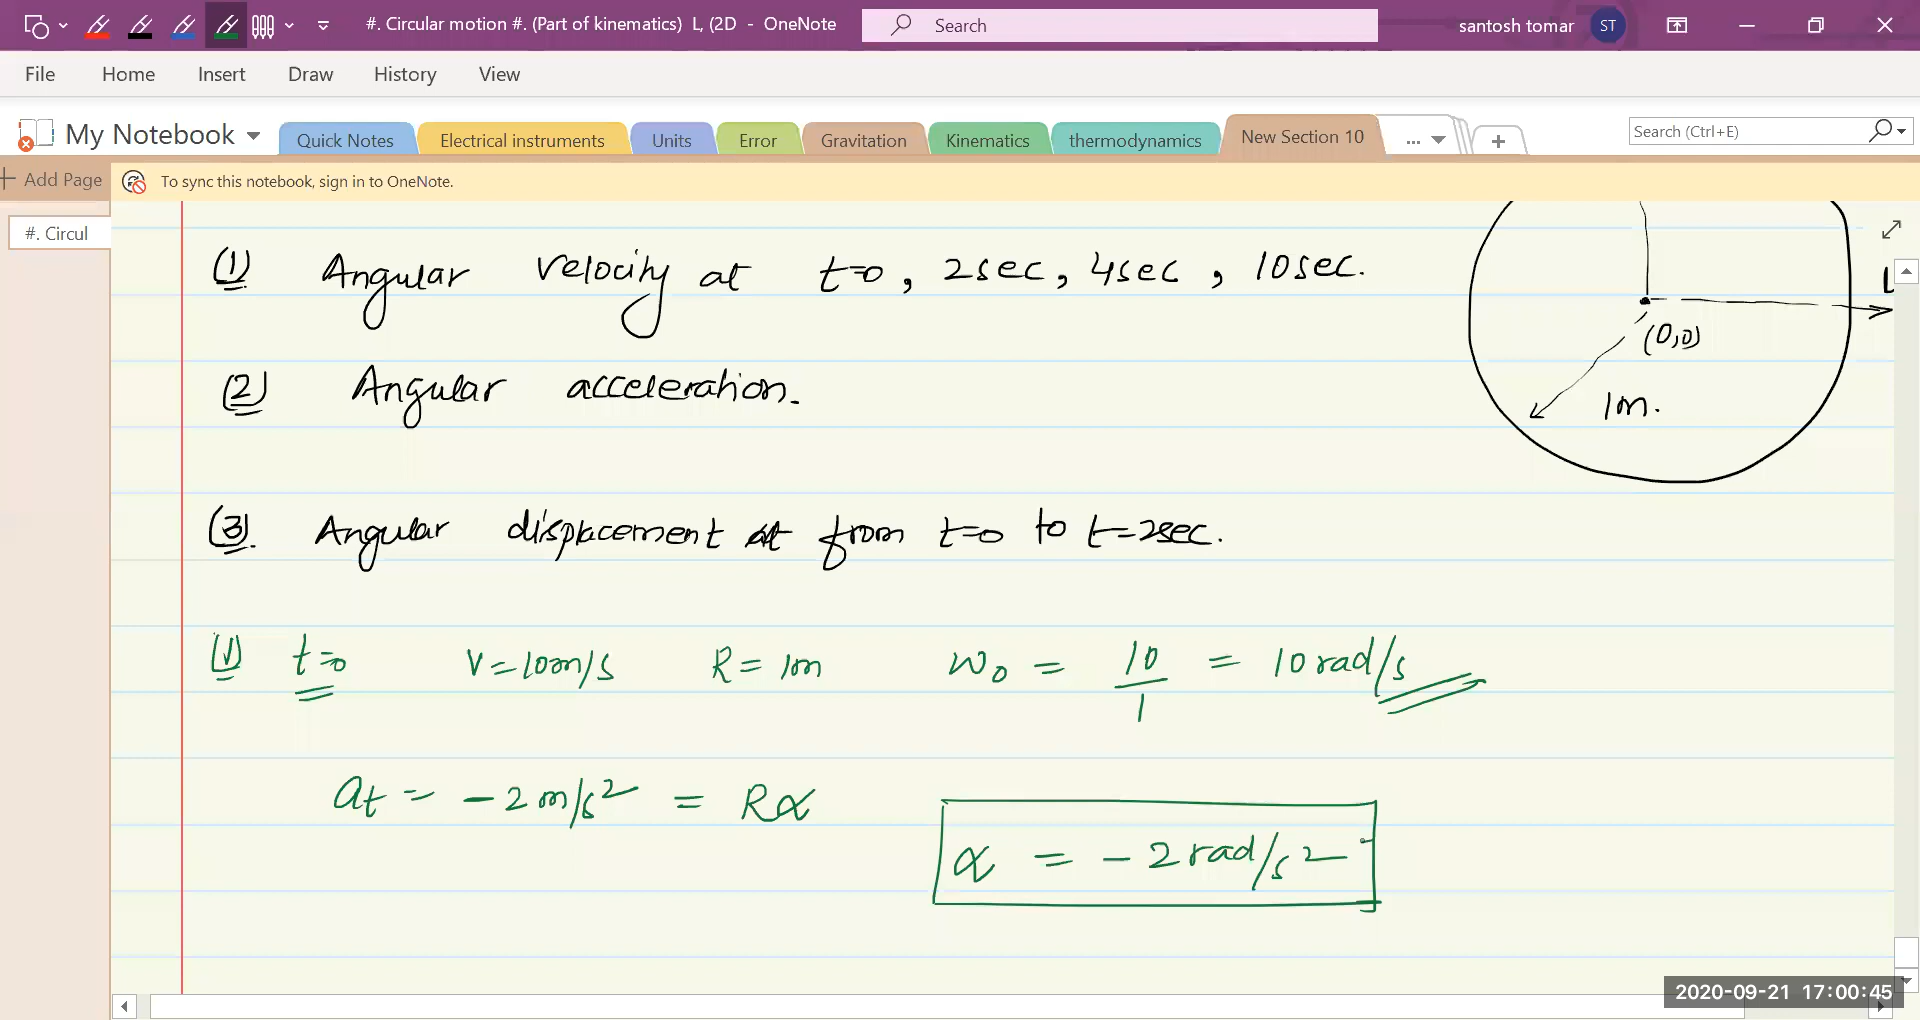 #. Circular motion #. (Part of kinematics) L, (2D - OneNote
Search
santosh tomar
ST
File Home Insert Draw History View
My Notebook
Quick Notes
Electrical instruments
Units
Error
Gravitation
Kinematics
thermodynamics
New Section 10
...
Search (Ctrl+E)
Add Page
To sync this notebook, sign in to OneNote.
#. Circul
(1) Angular velocity at t=0, 2sec, 4sec, 10sec.
(0,0)
1m.
(2) Angular acceleration.
(3). Angular displacement at from t=0 to t=2sec.
(1) t=0 V=10m/s R=1m ω₀ = 10/1 = 10 rad/s
at = -2m/s² = Rα
α = -2rad/s²
2020-09-21 17:00:45